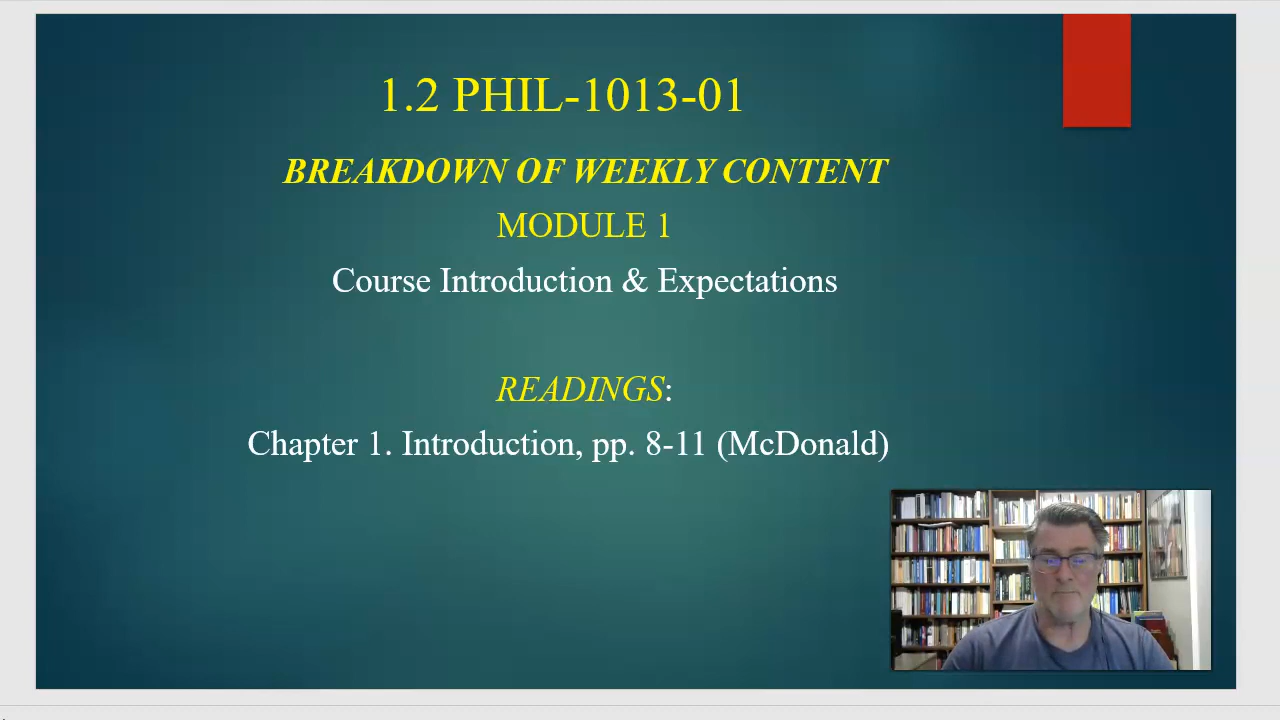 1.2 PHIL-1013-01
BREAKDOWN OF WEEKLY CONTENT
MODULE 1
Course Introduction & Expectations
READINGS:
Chapter 1. Introduction, pp. 8-11 (McDonald)